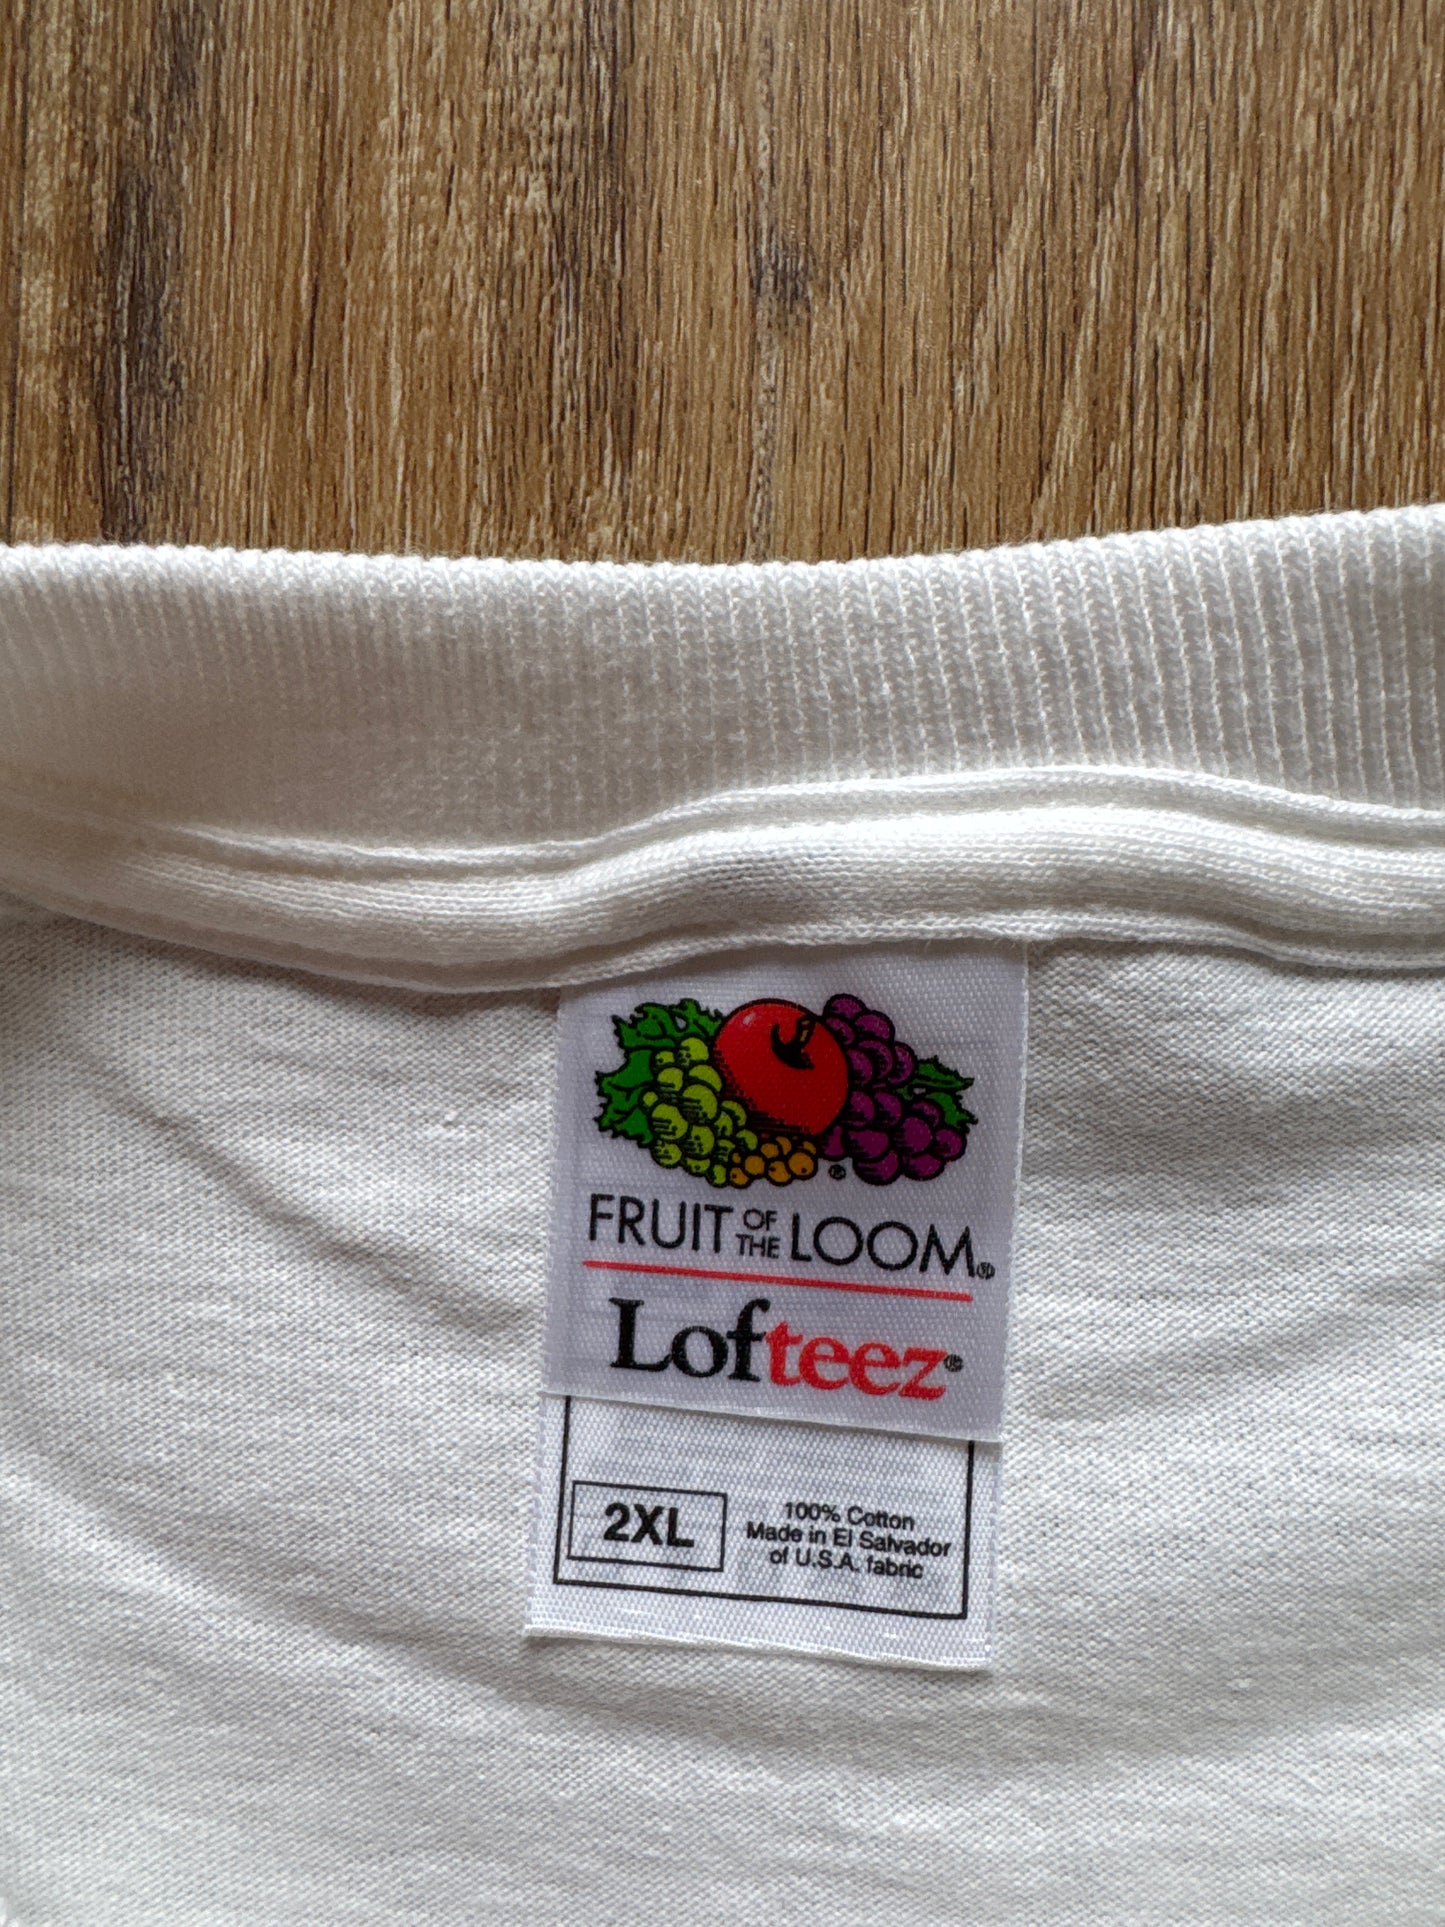 ®
FRUIT OF THE LOOM®
Lofteez®
2XL
100% Cotton
Made in El Salvador
of U.S.A. fabric